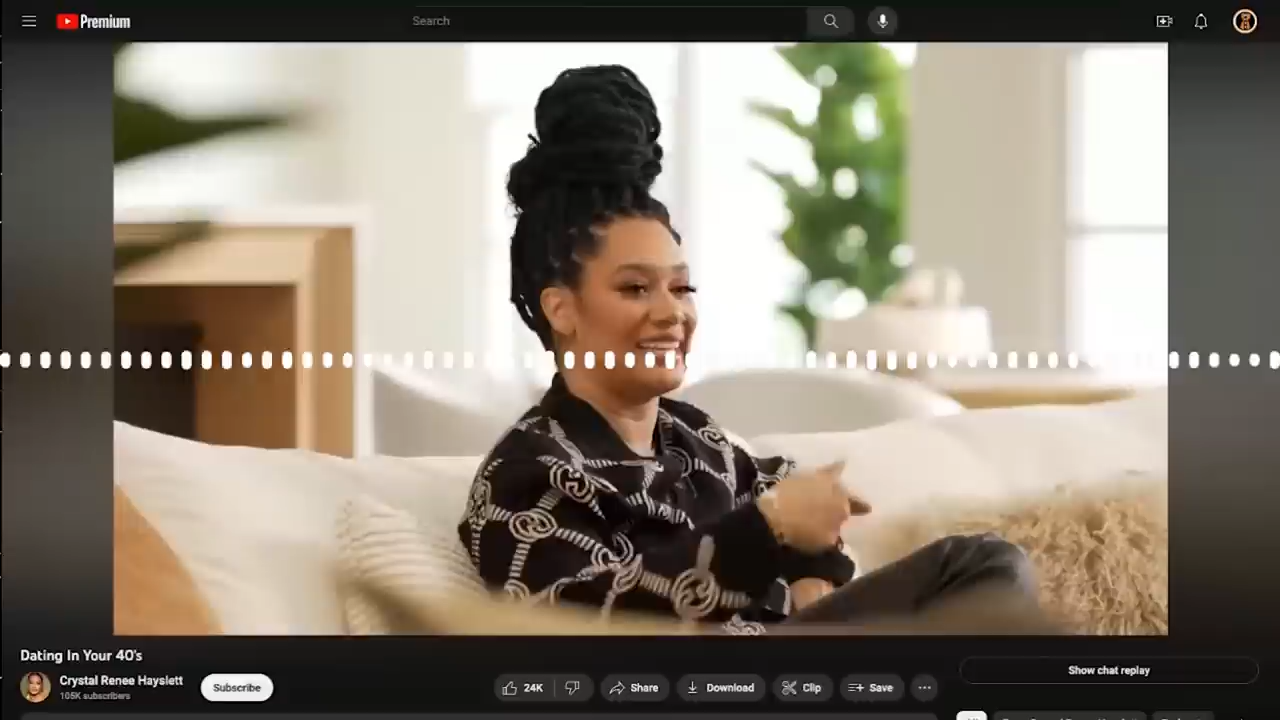 Premium
Search
Dating In Your 40's
Crystal Renee Hayslett
105K subscribers
Subscribe
24K
Share
Download
Clip
Save
Show chat replay